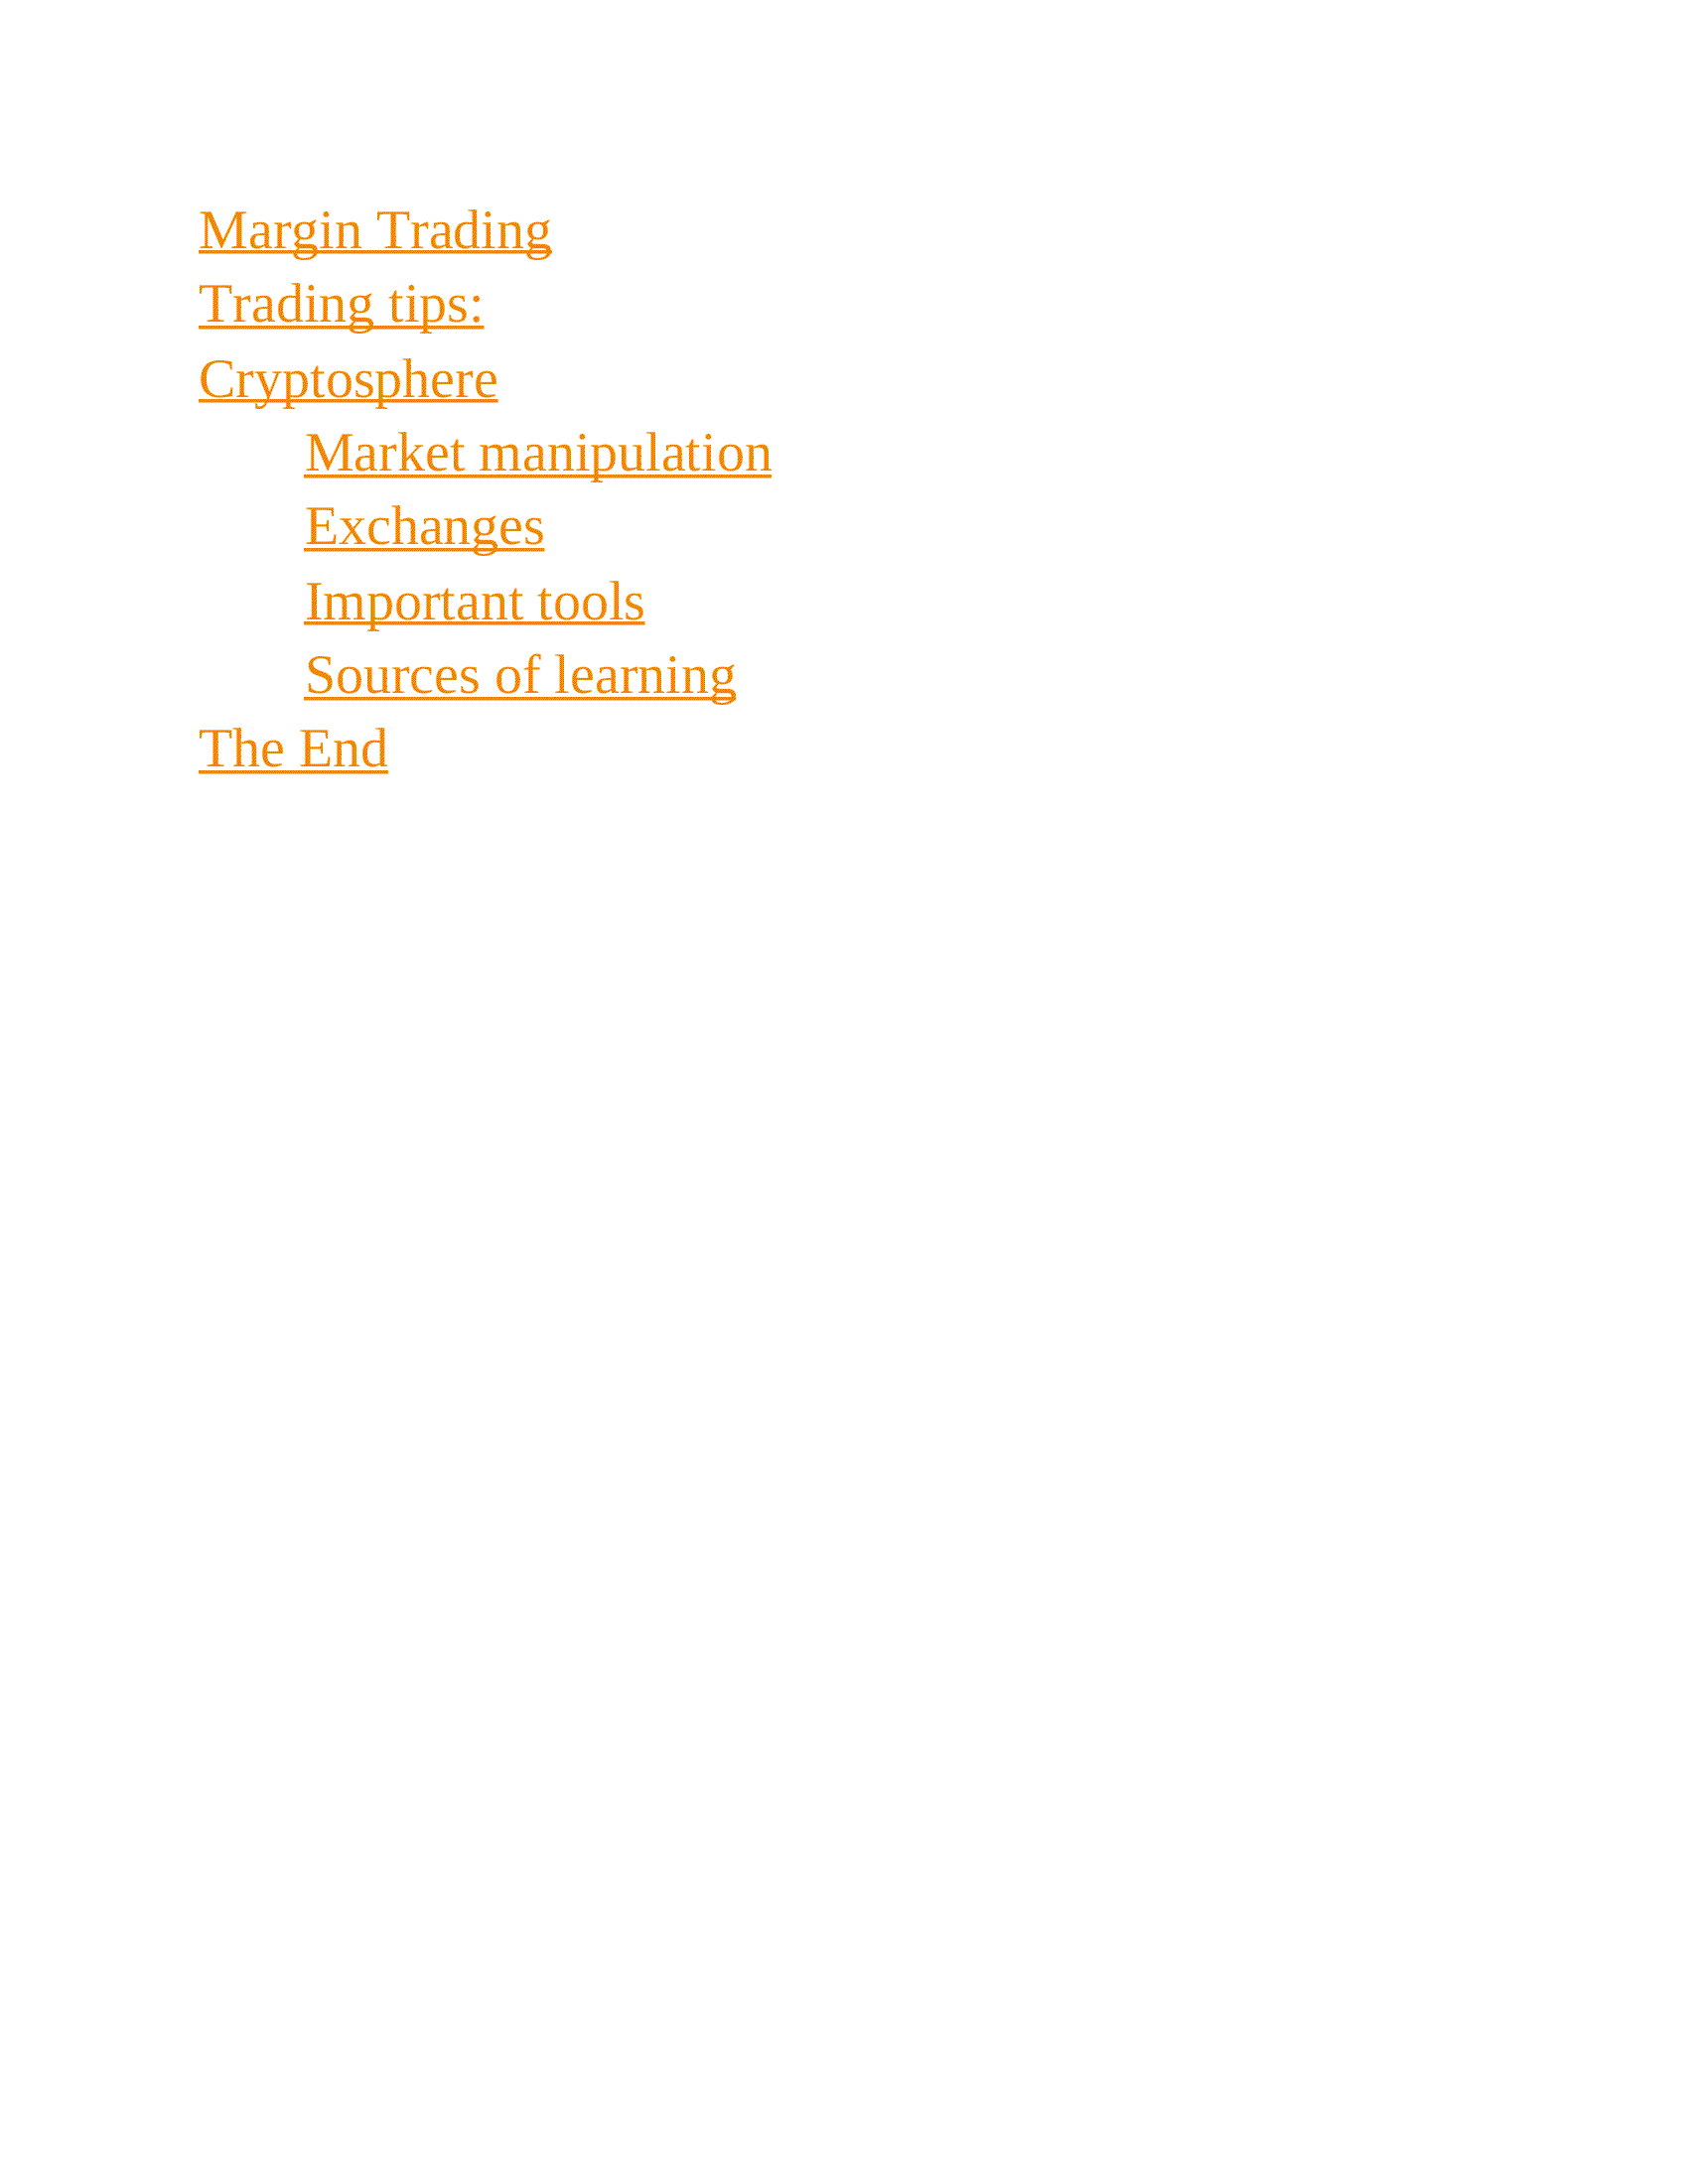 Margin Trading
Trading tips:
Cryptosphere
Market manipulation
Exchanges
Important tools
Sources of learning
The End